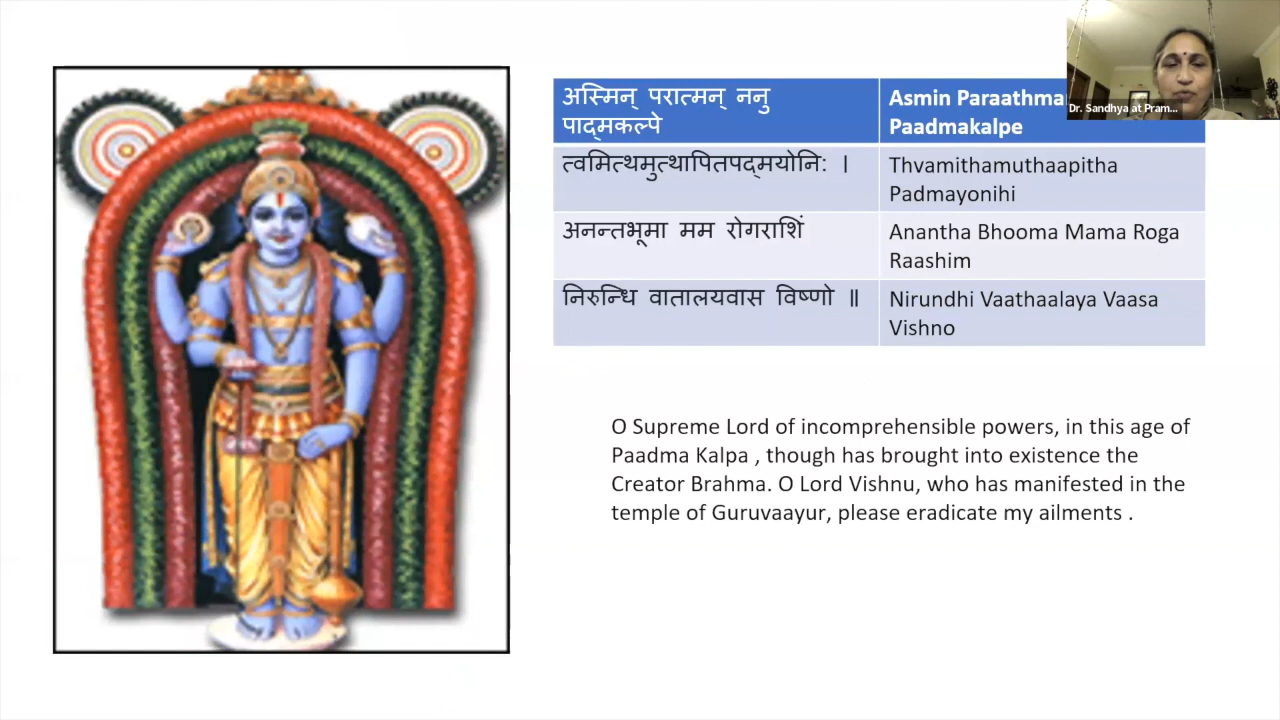 अस्मिन् परात्मन् ननु
पाद्मकल्पे
Asmin
Paadmakalpe
त्वमित्थमुत्थापितपद्मयोनिः ।
Thvamithamuthaapitha
Padmayonihi
अनन्तभूमा मम रोगराशिं
Anantha Bhooma Mama Roga
Raashim
निरुन्धि वातालयवास विष्णो ॥
Nirundhi Vaathaalaya Vaasa
Vishno
O Supreme Lord of incomprehensible powers, in this age of
Paadma Kalpa , though has brought into existence the
Creator Brahma. O Lord Vishnu, who has manifested in the
temple of Guruvaayur, please eradicate my ailments .
Dr. Sandhya at Pram...